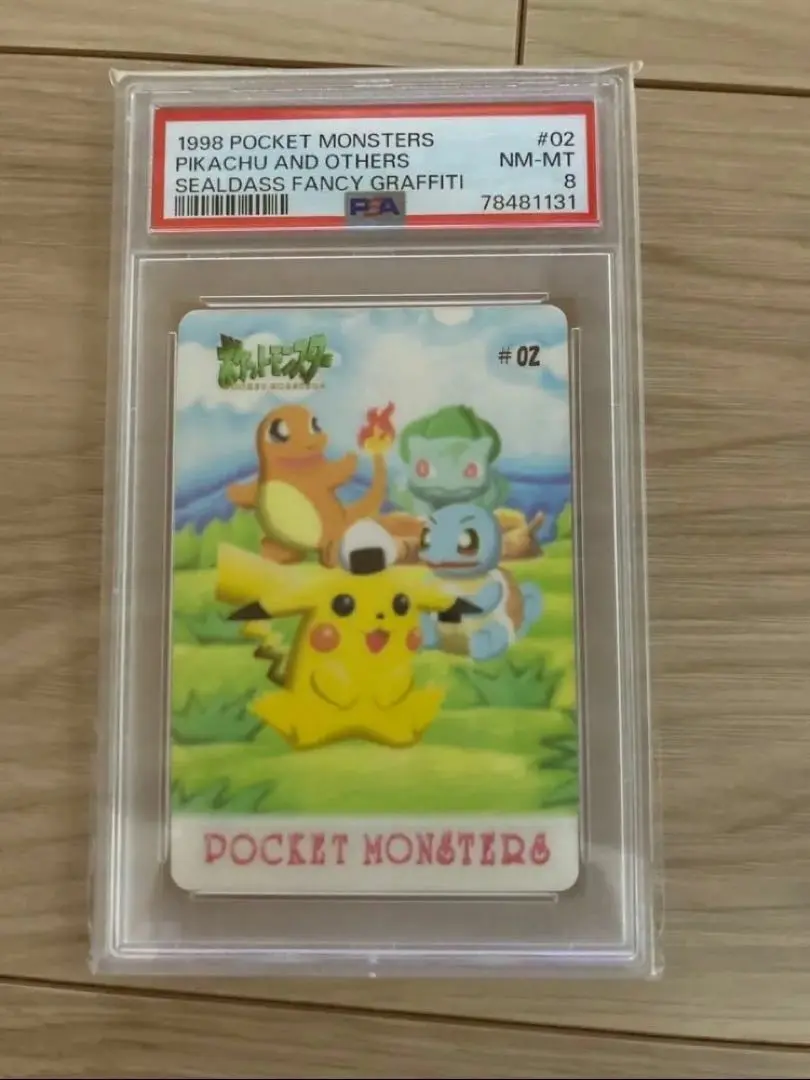 1998 POCKET MONSTERS #02
PIKACHU AND OTHERS NM-MT
SEALDASS FANCY GRAFFITI 8
PSA 78481131
ポケットモンスター
#02
POCKET MONSTERS